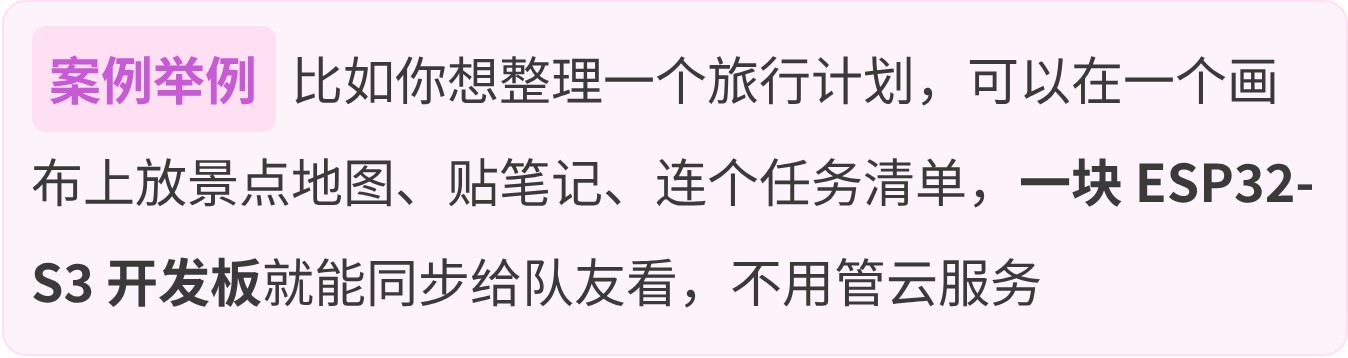 案例举例 比如你想整理一个旅行计划，可以在一个画
布上放景点地图、贴笔记、连个任务清单，一块 ESP32-
S3 开发板就能同步给队友看，不用管云服务